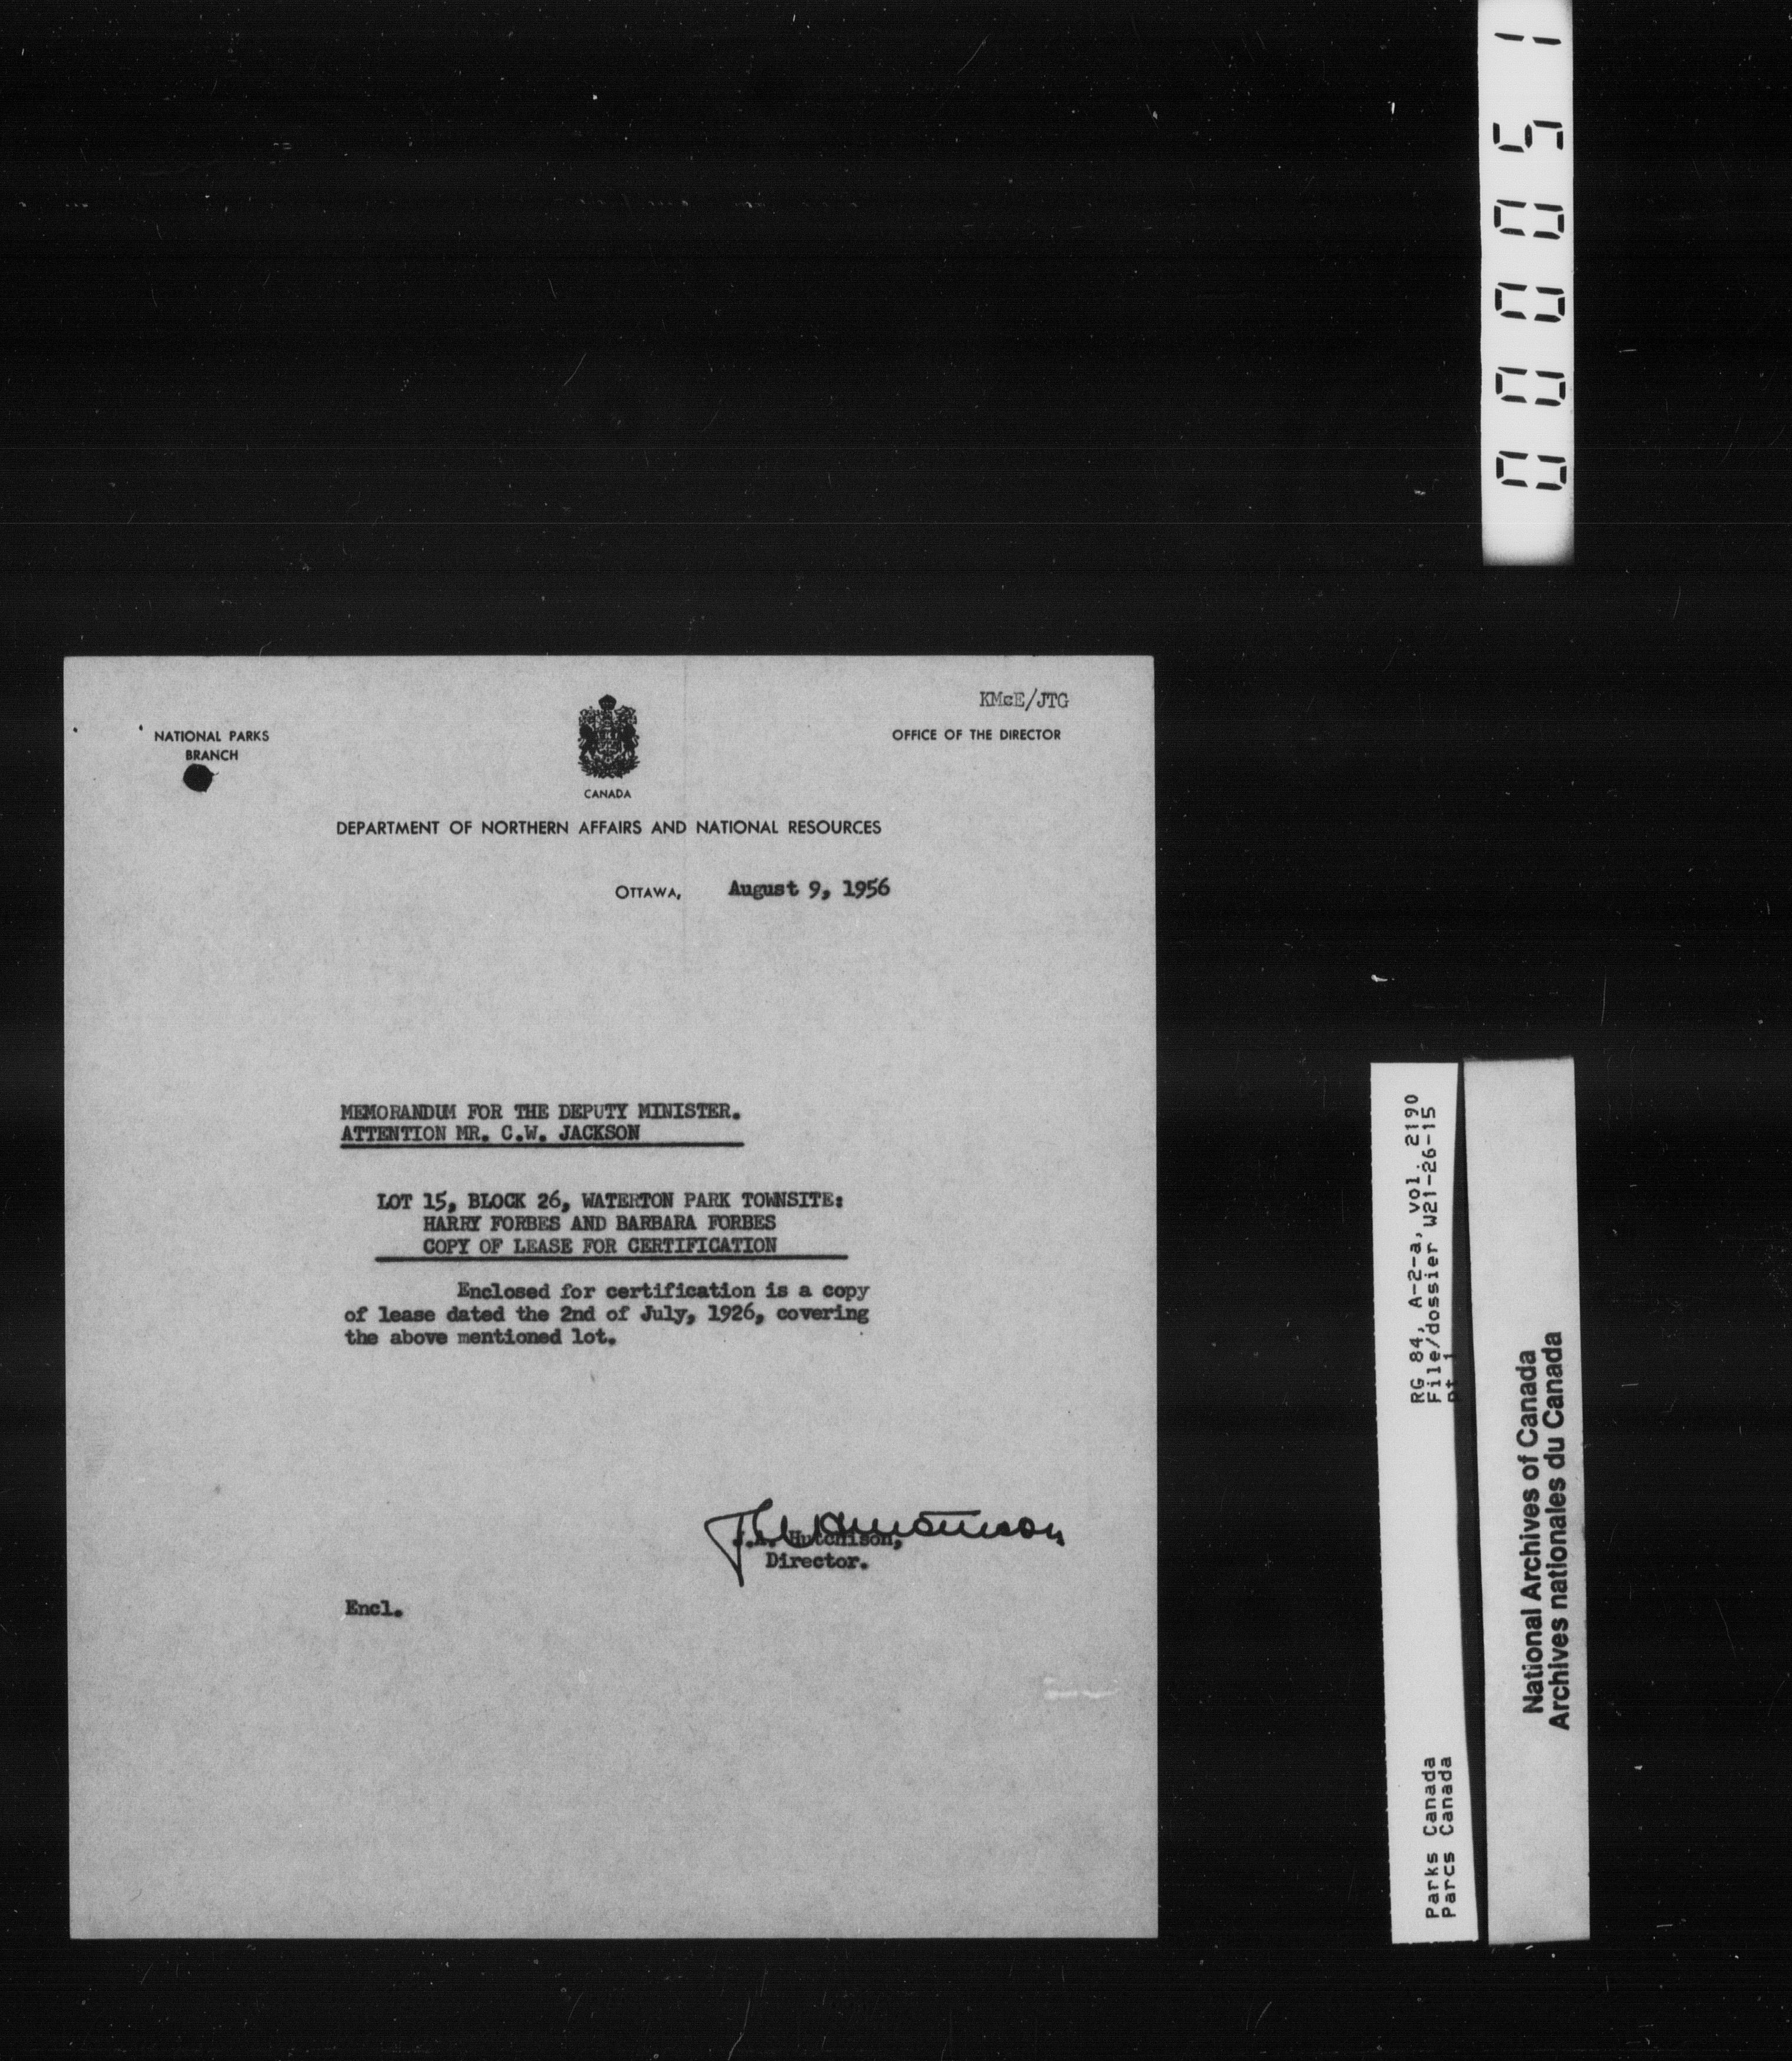 KMcE/JTG
NATIONAL PARKS
BRANCH
OFFICE OF THE DIRECTOR
CANADA
DEPARTMENT OF NORTHERN AFFAIRS AND NATIONAL RESOURCES
OTTAWA, August 9, 1956
MEMORANDUM FOR THE DEPUTY MINISTER.
ATTENTION MR. C.W. JACKSON
LOT 15, BLOCK 26, WATERTON PARK TOWNSITE:
HARRY FORBES AND BARBARA FORBES
COPY OF LEASE FOR CERTIFICATION
Enclosed for certification is a copy
of lease dated the 2nd of July, 1926, covering
the above mentioned lot.
J.A. Hutchison,
Director.
Encl.
000051
RG 84, A-2-a, vol. 2190
File/dossier W21-26-15
pt 1
Parks Canada
Parcs Canada
National Archives of Canada
Archives nationales du Canada